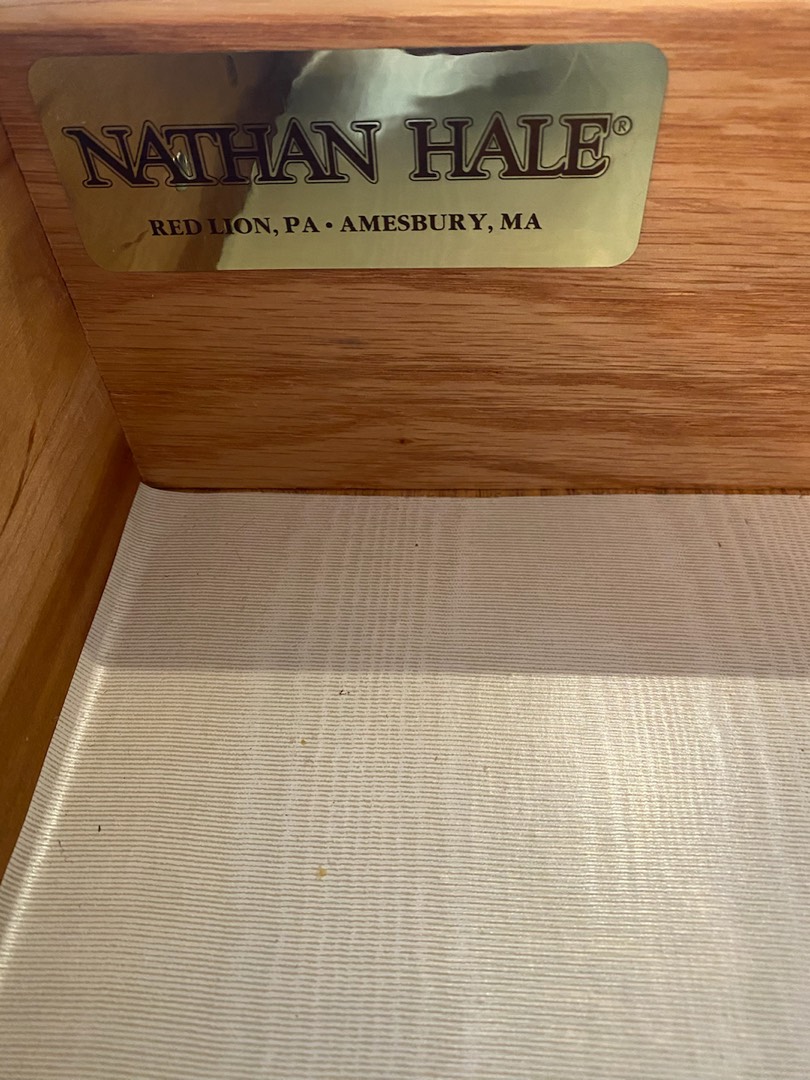 NATHAN HALE®
RED LION, PA • AMESBURY, MA